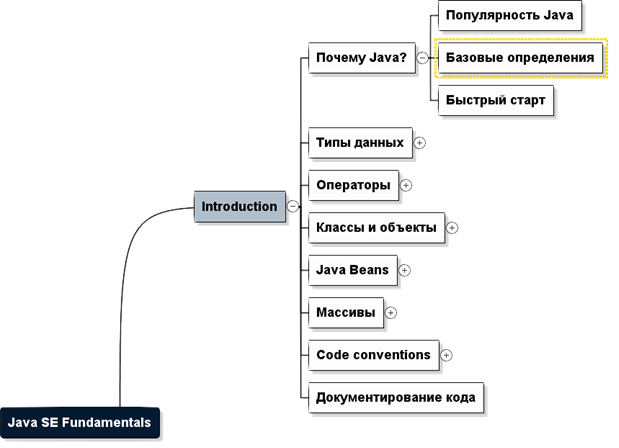 Популярность Java
Почему Java?
Базовые определения
Быстрый старт
Типы данных
Операторы
Introduction
Классы и объекты
Java Beans
Массивы
Code conventions
Документирование кода
Java SE Fundamentals